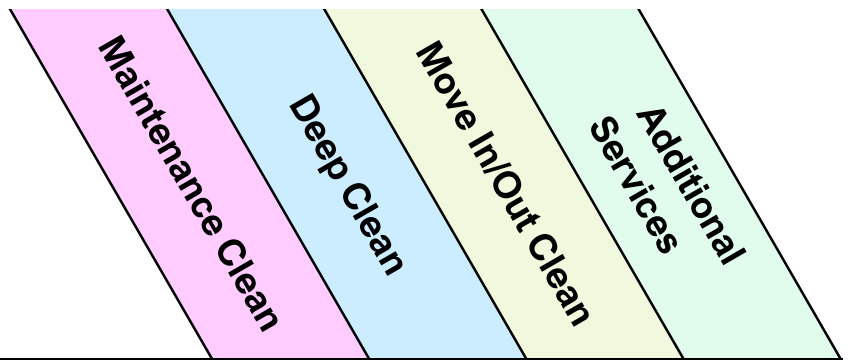 Maintenance Clean
Deep Clean
Move In/Out Clean
Additional
Services